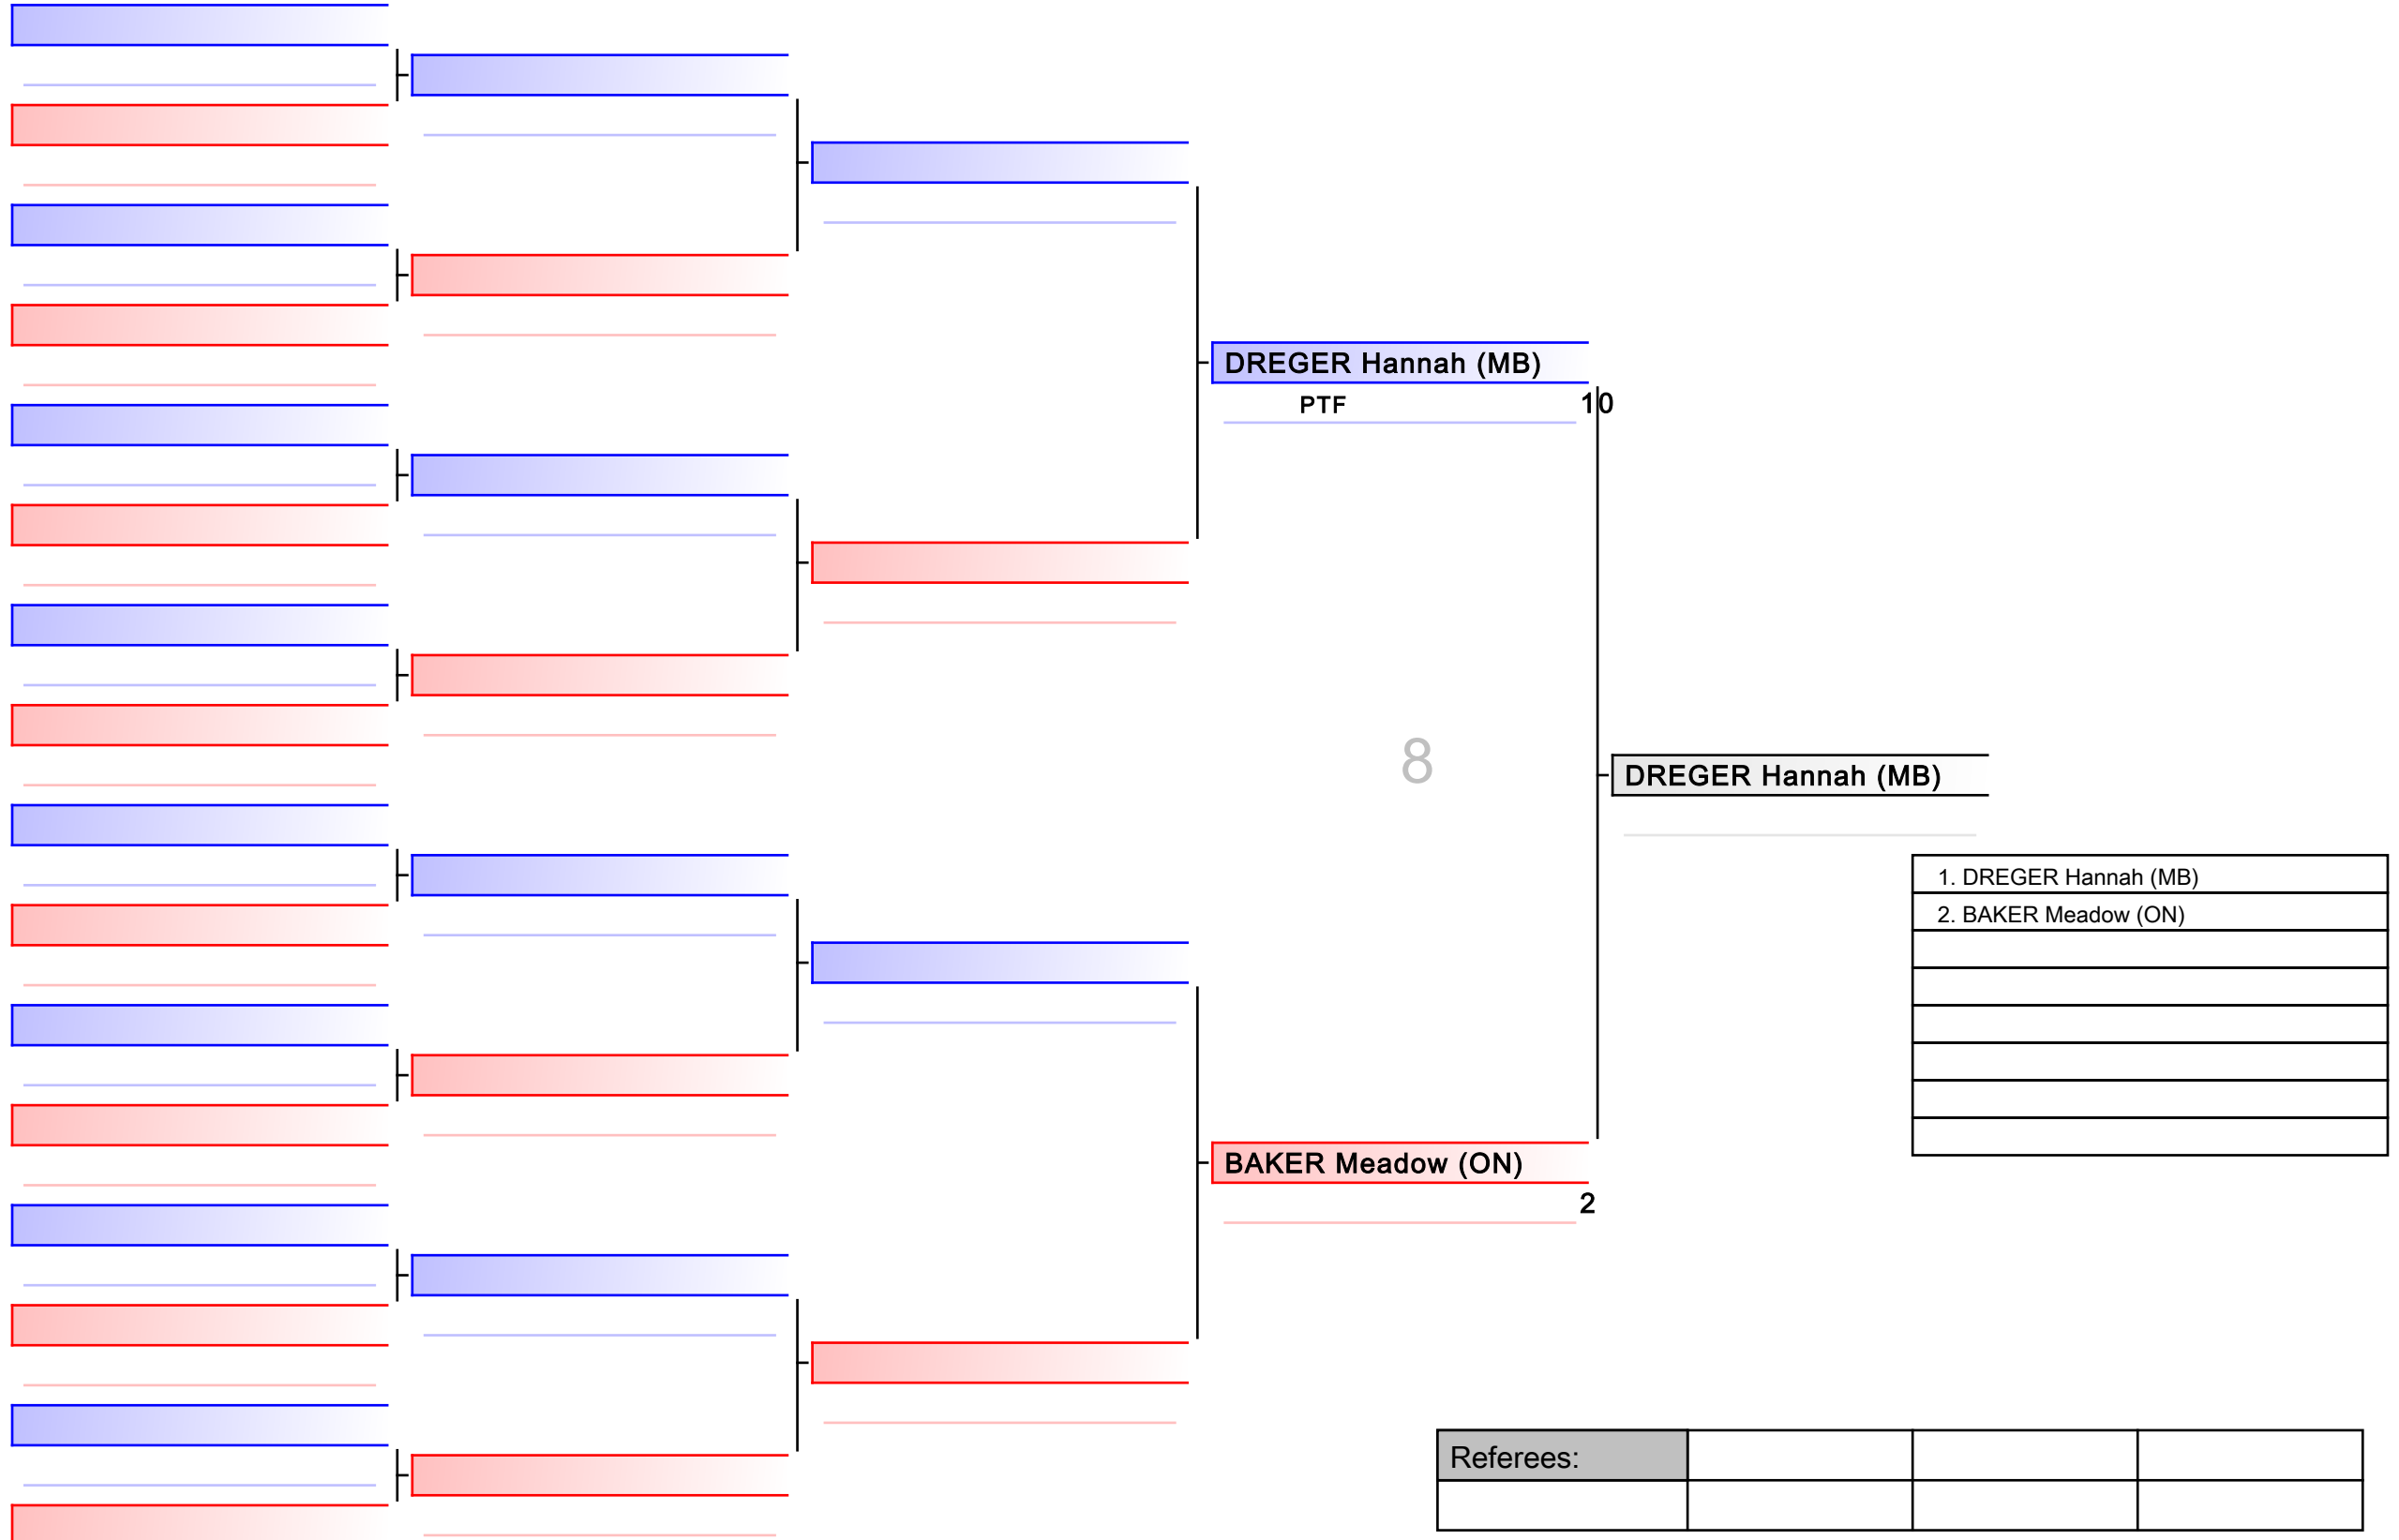 DREGER Hannah (MB)
PTF 10
8
DREGER Hannah (MB)
1. DREGER Hannah (MB)
2. BAKER Meadow (ON)
BAKER Meadow (ON)
2
Referees: